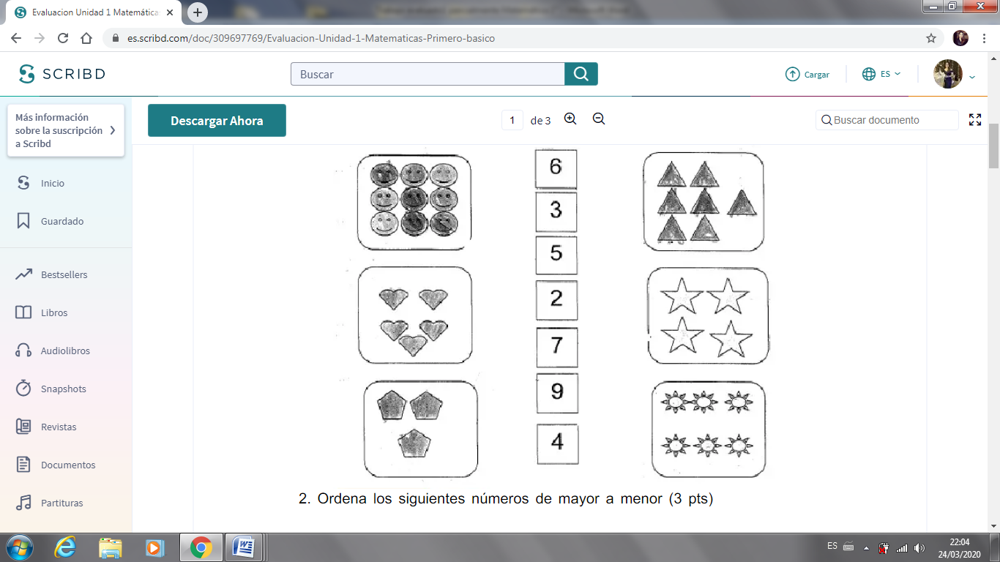 Evaluacion Unidad 1 Matemática
es.scribd.com/doc/309697769/Evaluacion-Unidad-1-Matematicas-Primero-basico
SCRIBD
Buscar
Cargar
ES
Más información
sobre la suscripción
a Scribd
Descargar Ahora
1 de 3
Buscar documento
Inicio
Guardado
Bestsellers
Libros
Audiolibros
Snapshots
Revistas
Documentos
Partituras
6
3
5
2
7
9
4
2. Ordena los siguientes números de mayor a menor (3 pts)
ES
22:04
24/03/2020